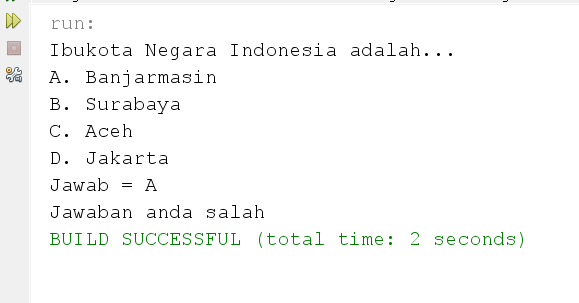 run:
Ibukota Negara Indonesia adalah...
A. Banjarmasin
B. Surabaya
C. Aceh
D. Jakarta
Jawab = A
Jawaban anda salah
BUILD SUCCESSFUL (total time: 2 seconds)